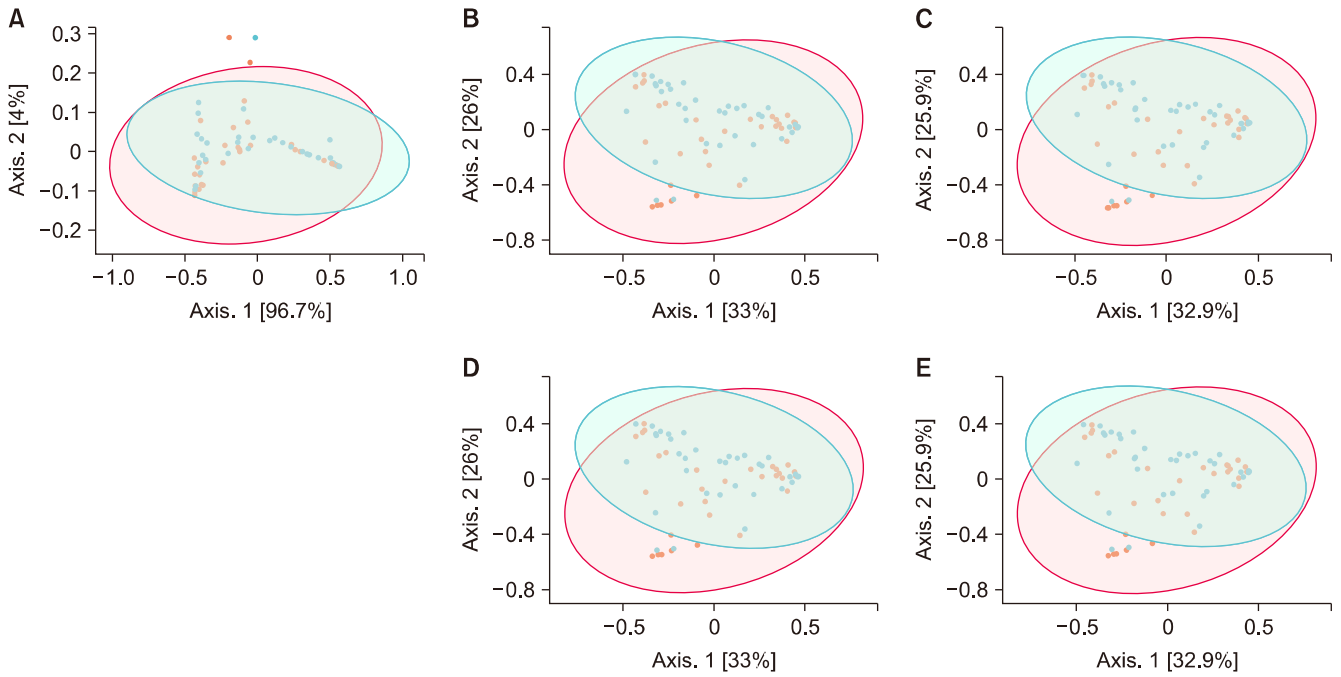 A
0.3
0.2
0.1
0
−0.1
−0.2
Axis. 2 [4%]
−1.0 −0.5 0 0.5 1.0
Axis. 1 [96.7%]
B
0.4
0
−0.4
−0.8
Axis. 2 [26%]
−0.5 0 0.5
Axis. 1 [33%]
C
0.4
0
−0.4
−0.8
Axis. 2 [25.9%]
−0.5 0 0.5
Axis. 1 [32.9%]
D
0.4
0
−0.4
−0.8
Axis. 2 [26%]
−0.5 0 0.5
Axis. 1 [33%]
E
0.4
0
−0.4
−0.8
Axis. 2 [25.9%]
−0.5 0 0.5
Axis. 1 [32.9%]